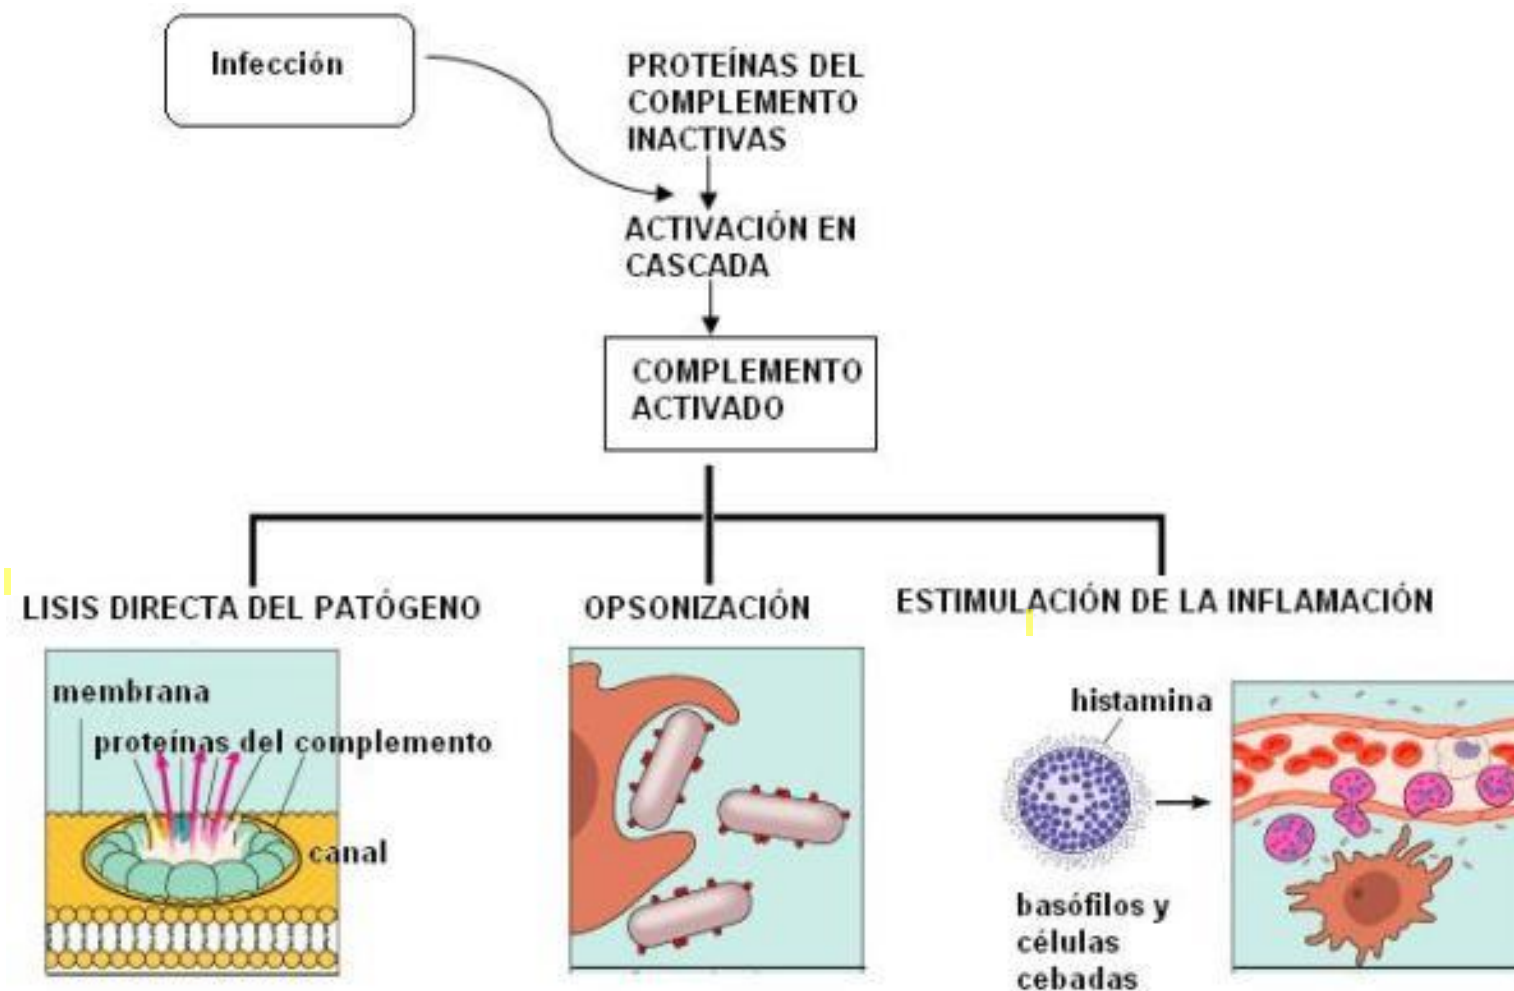 Infección
PROTEÍNAS DEL
COMPLEMENTO
INACTIVAS
ACTIVACIÓN EN
CASCADA
COMPLEMENTO
ACTIVADO
LISIS DIRECTA DEL PATÓGENO
OPSONIZACIÓN
ESTIMULACIÓN DE LA INFLAMACIÓN
membrana
proteínas del complemento
canal
histamina
basófilos y
células
cebadas